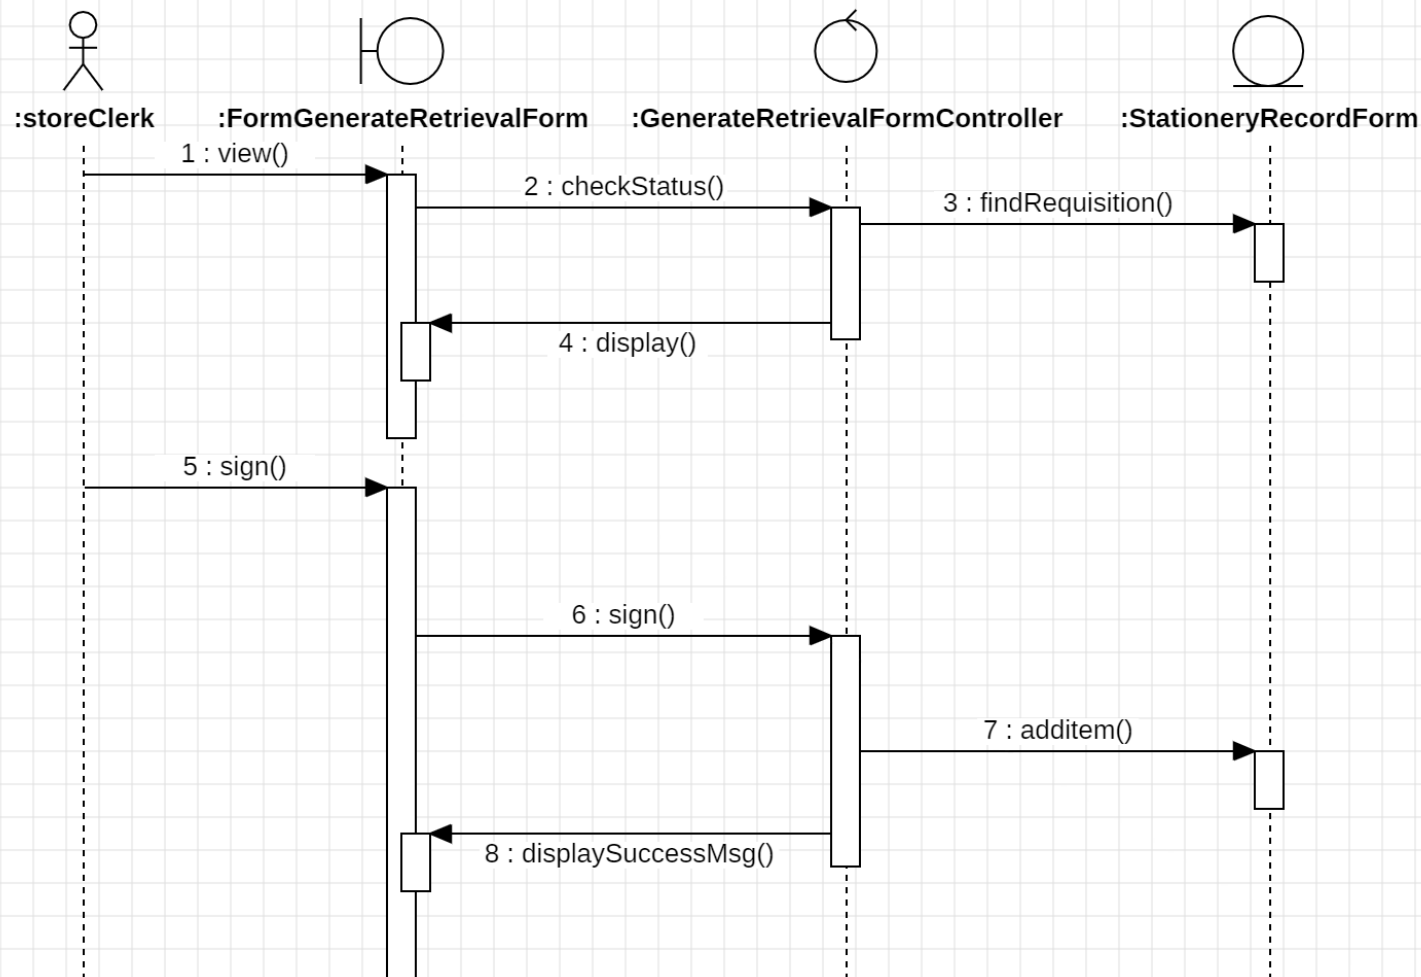 :storeClerk :FormGenerateRetrievalForm :GenerateRetrievalFormController :StationeryRecordForm
1 : view()
2 : checkStatus()
3 : findRequisition()
4 : display()
5 : sign()
6 : sign()
7 : additem()
8 : displaySuccessMsg()